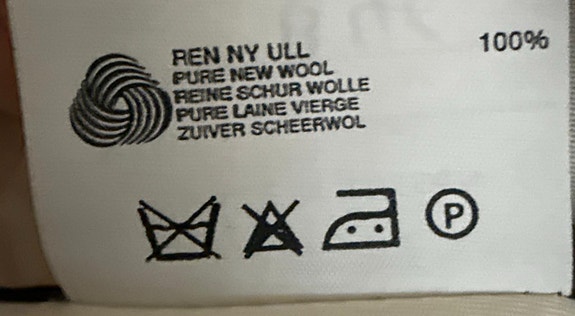 REN NY ULL 100%
PURE NEW WOOL
REINE SCHUR WOLLE
PURE LAINE VIERGE
ZUIVER SCHEERWOL
P